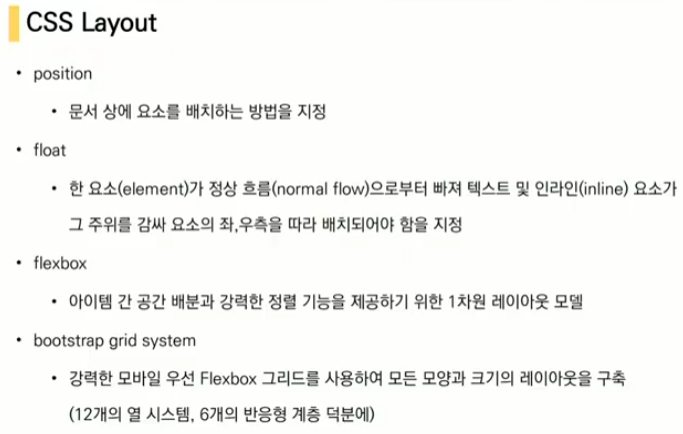 CSS Layout
• position
• 문서 상에 요소를 배치하는 방법을 지정
• float
• 한 요소(element)가 정상 흐름(normal flow)으로부터 빠져 텍스트 및 인라인(inline) 요소가
그 주위를 감싸 요소의 좌,우측을 따라 배치되어야 함을 지정
• flexbox
• 아이템 간 공간 배분과 강력한 정렬 기능을 제공하기 위한 1차원 레이아웃 모델
• bootstrap grid system
• 강력한 모바일 우선 Flexbox 그리드를 사용하여 모든 모양과 크기의 레이아웃을 구축
(12개의 열 시스템, 6개의 반응형 계층 덕분에)